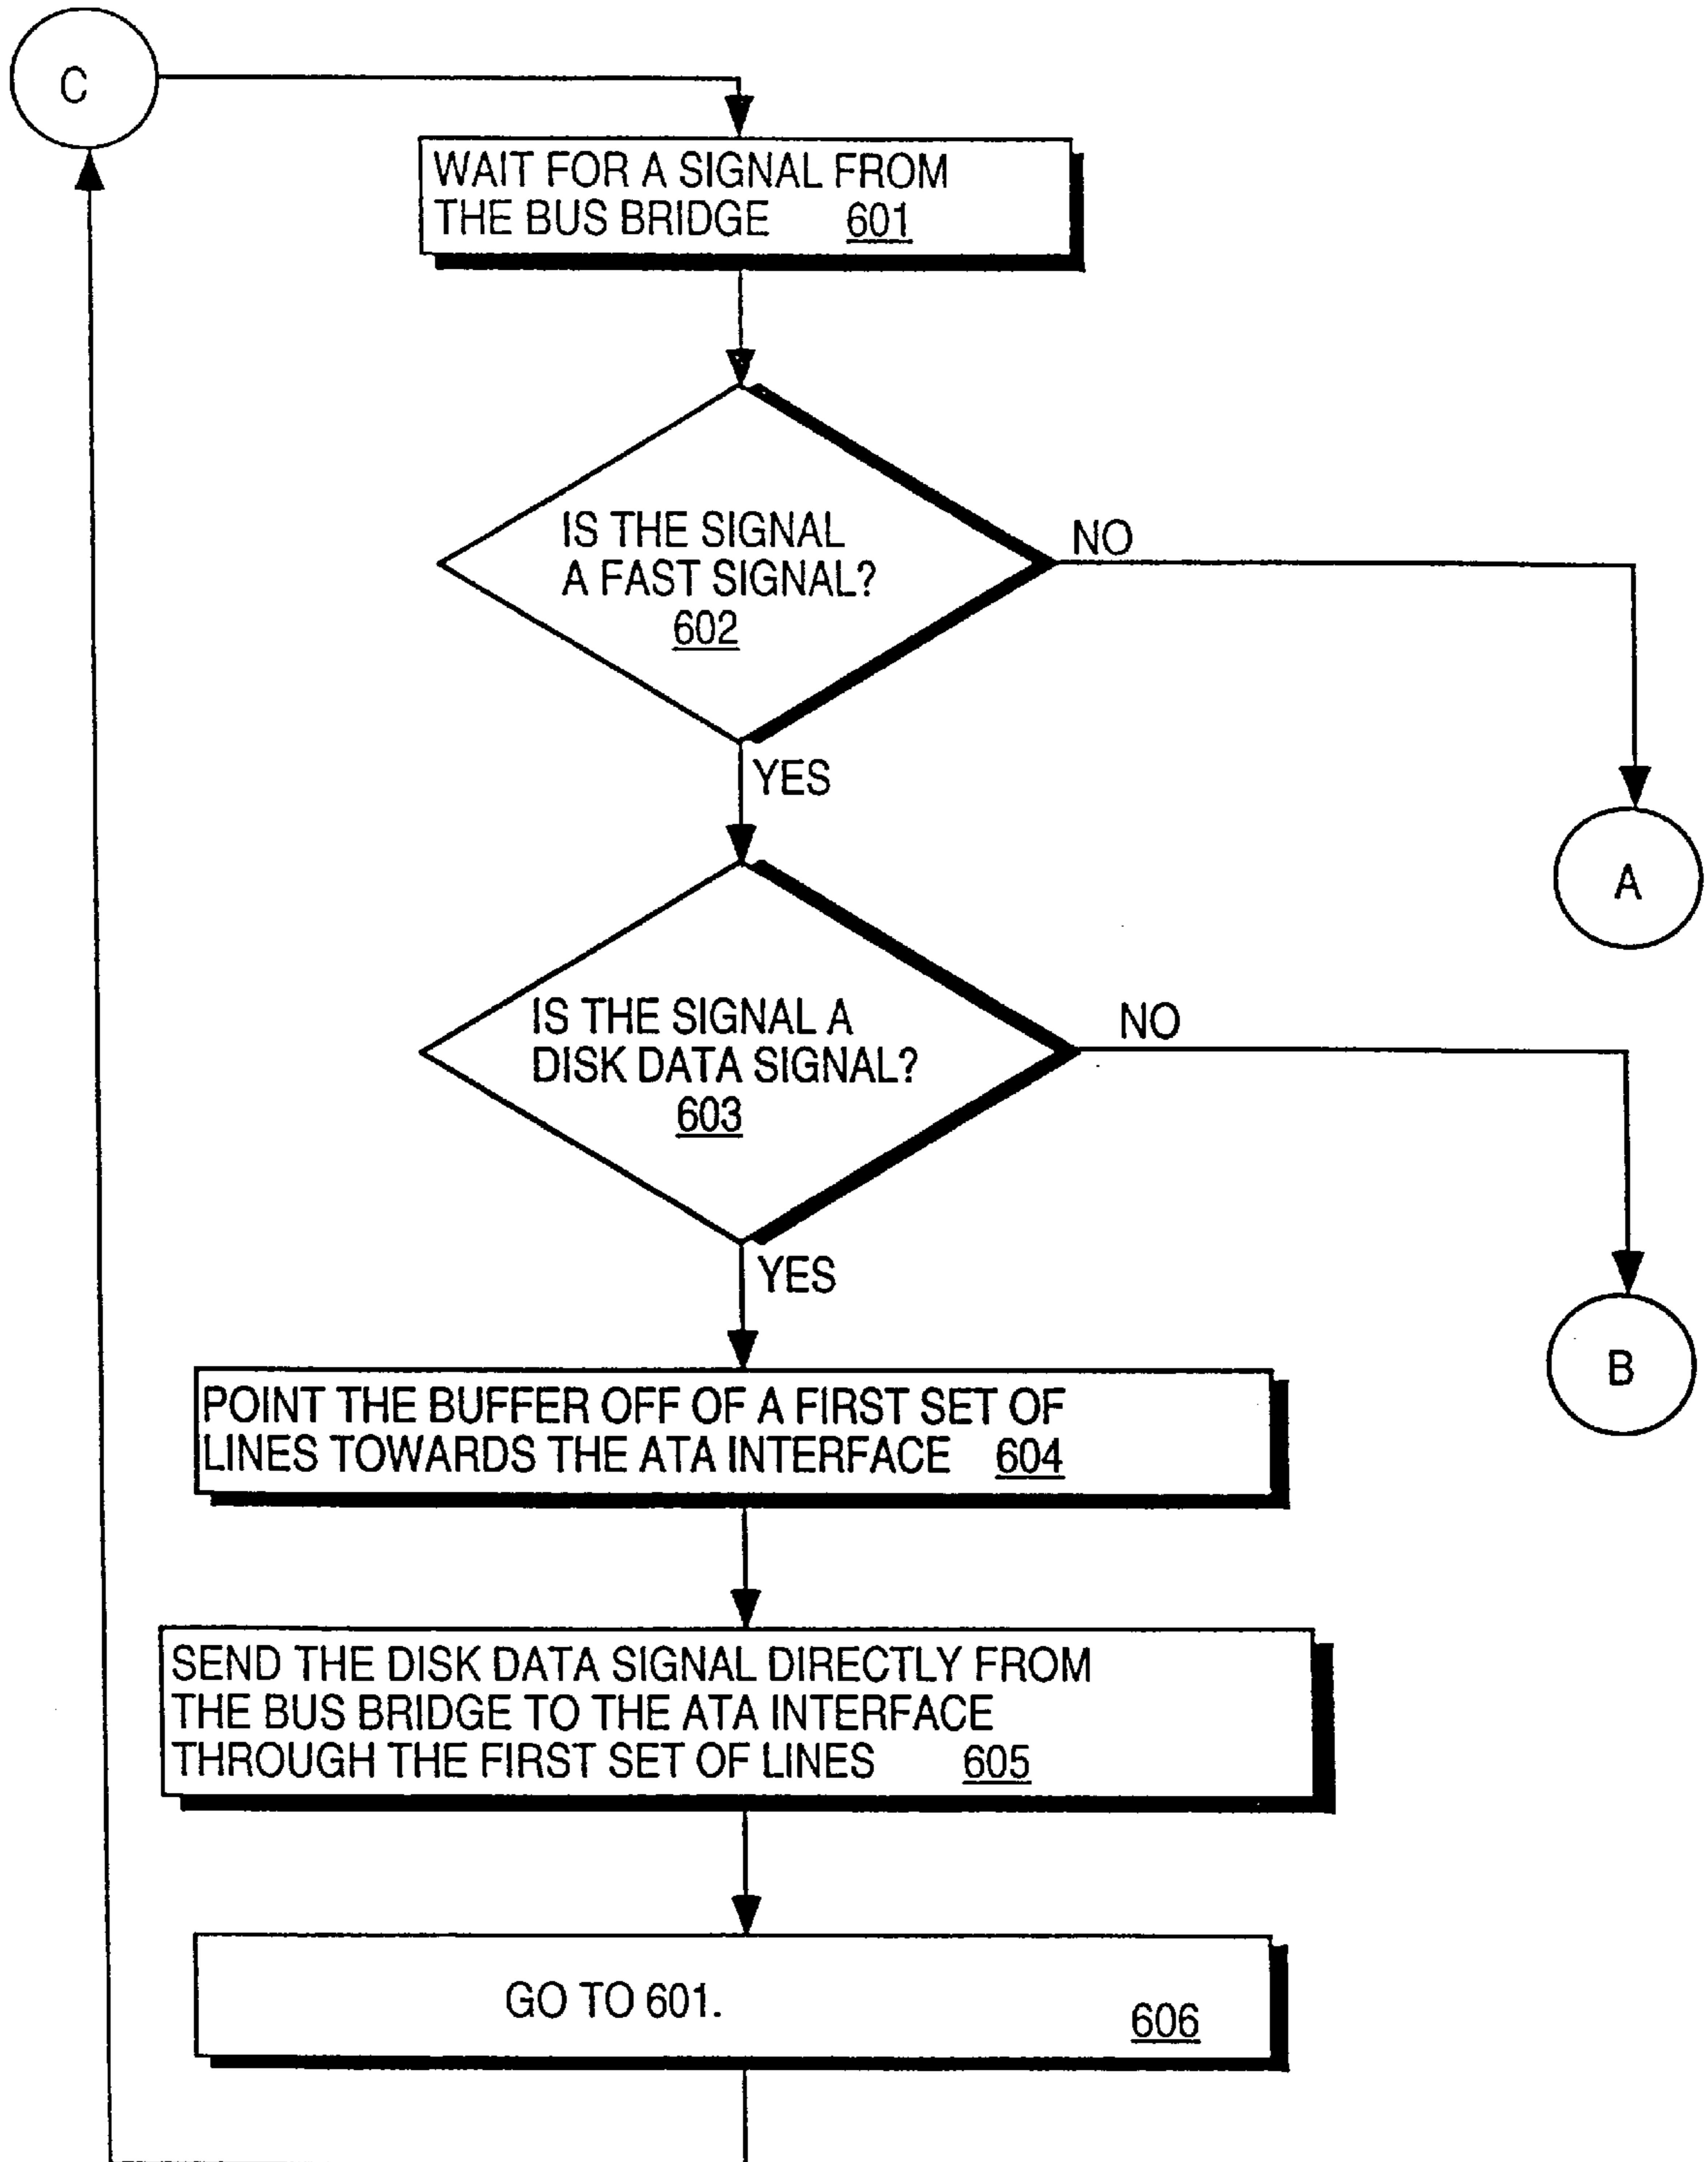 C
WAIT FOR A SIGNAL FROM
THE BUS BRIDGE 601
IS THE SIGNAL
A FAST SIGNAL?
602
NO
YES
A
IS THE SIGNAL A
DISK DATA SIGNAL?
603
NO
YES
B
POINT THE BUFFER OFF OF A FIRST SET OF
LINES TOWARDS THE ATA INTERFACE 604
SEND THE DISK DATA SIGNAL DIRECTLY FROM
THE BUS BRIDGE TO THE ATA INTERFACE
THROUGH THE FIRST SET OF LINES 605
GO TO 601.
606